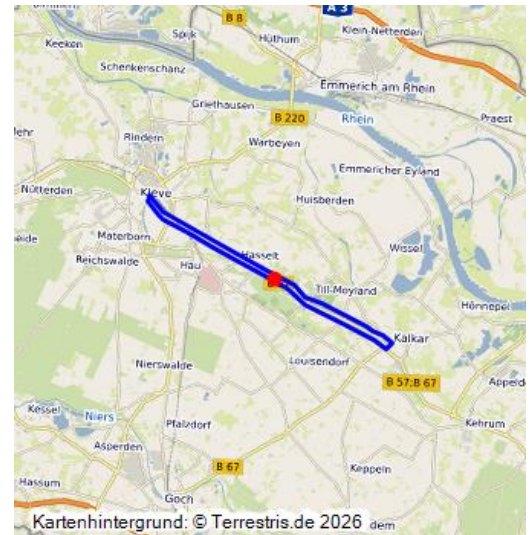 Spijk
B 8
Hüthum
A 3
Klein-Netterden
Keeken
Schenkenschanz
Emmerich am Rhein
Griethausen
B 220
Rhein
Praest
Rindern
Warbeyen
Emmericher Eyland
Nütterden
Kleve
Huisberden
Materborn
Hasselt
Wissel
Reichswalde
Hau
Till-Moyland
Hönnepel
Kalkar
Louisendorf
Nierswalde
B 57;B 67
Kessel
Niers
Pfalzdorf
Kehrum
Asperden
B 67
Keppeln
Hassum
Goch
Kartenhintergrund: © Terrestris.de 2026